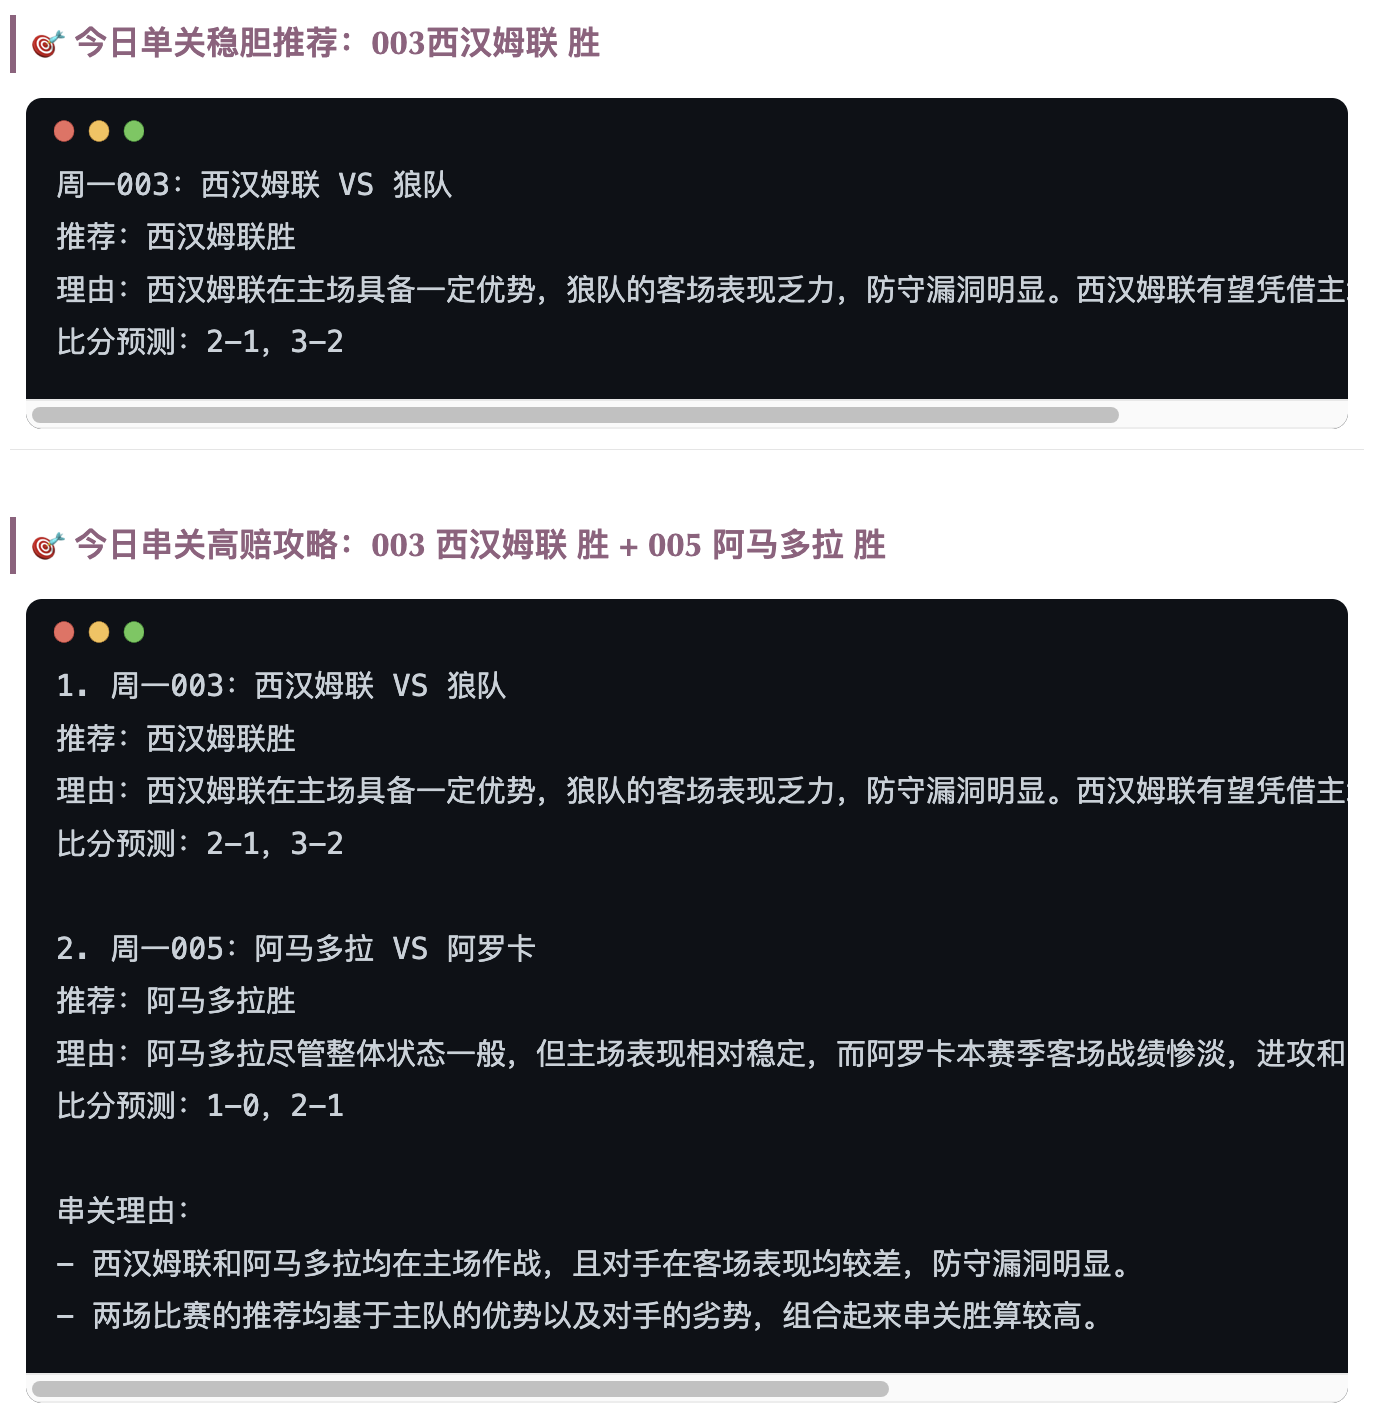 🎯 今日单关稳胆推荐：003西汉姆联 胜
周一003：西汉姆联 VS 狼队
推荐：西汉姆联胜
理由：西汉姆联在主场具备一定优势，狼队的客场表现乏力，防守漏洞明显。西汉姆联有望凭借主
比分预测：2-1，3-2
🎯 今日串关高赔攻略：003 西汉姆联 胜 + 005 阿马多拉 胜
1. 周一003：西汉姆联 VS 狼队
推荐：西汉姆联胜
理由：西汉姆联在主场具备一定优势，狼队的客场表现乏力，防守漏洞明显。西汉姆联有望凭借主
比分预测：2-1，3-2
2. 周一005：阿马多拉 VS 阿罗卡
推荐：阿马多拉胜
理由：阿马多拉尽管整体状态一般，但主场表现相对稳定，而阿罗卡本赛季客场战绩惨淡，进攻和
比分预测：1-0，2-1
串关理由：
- 西汉姆联和阿马多拉均在主场作战，且对手在客场表现均较差，防守漏洞明显。
- 两场比赛的推荐均基于主队的优势以及对手的劣势，组合起来串关胜算较高。